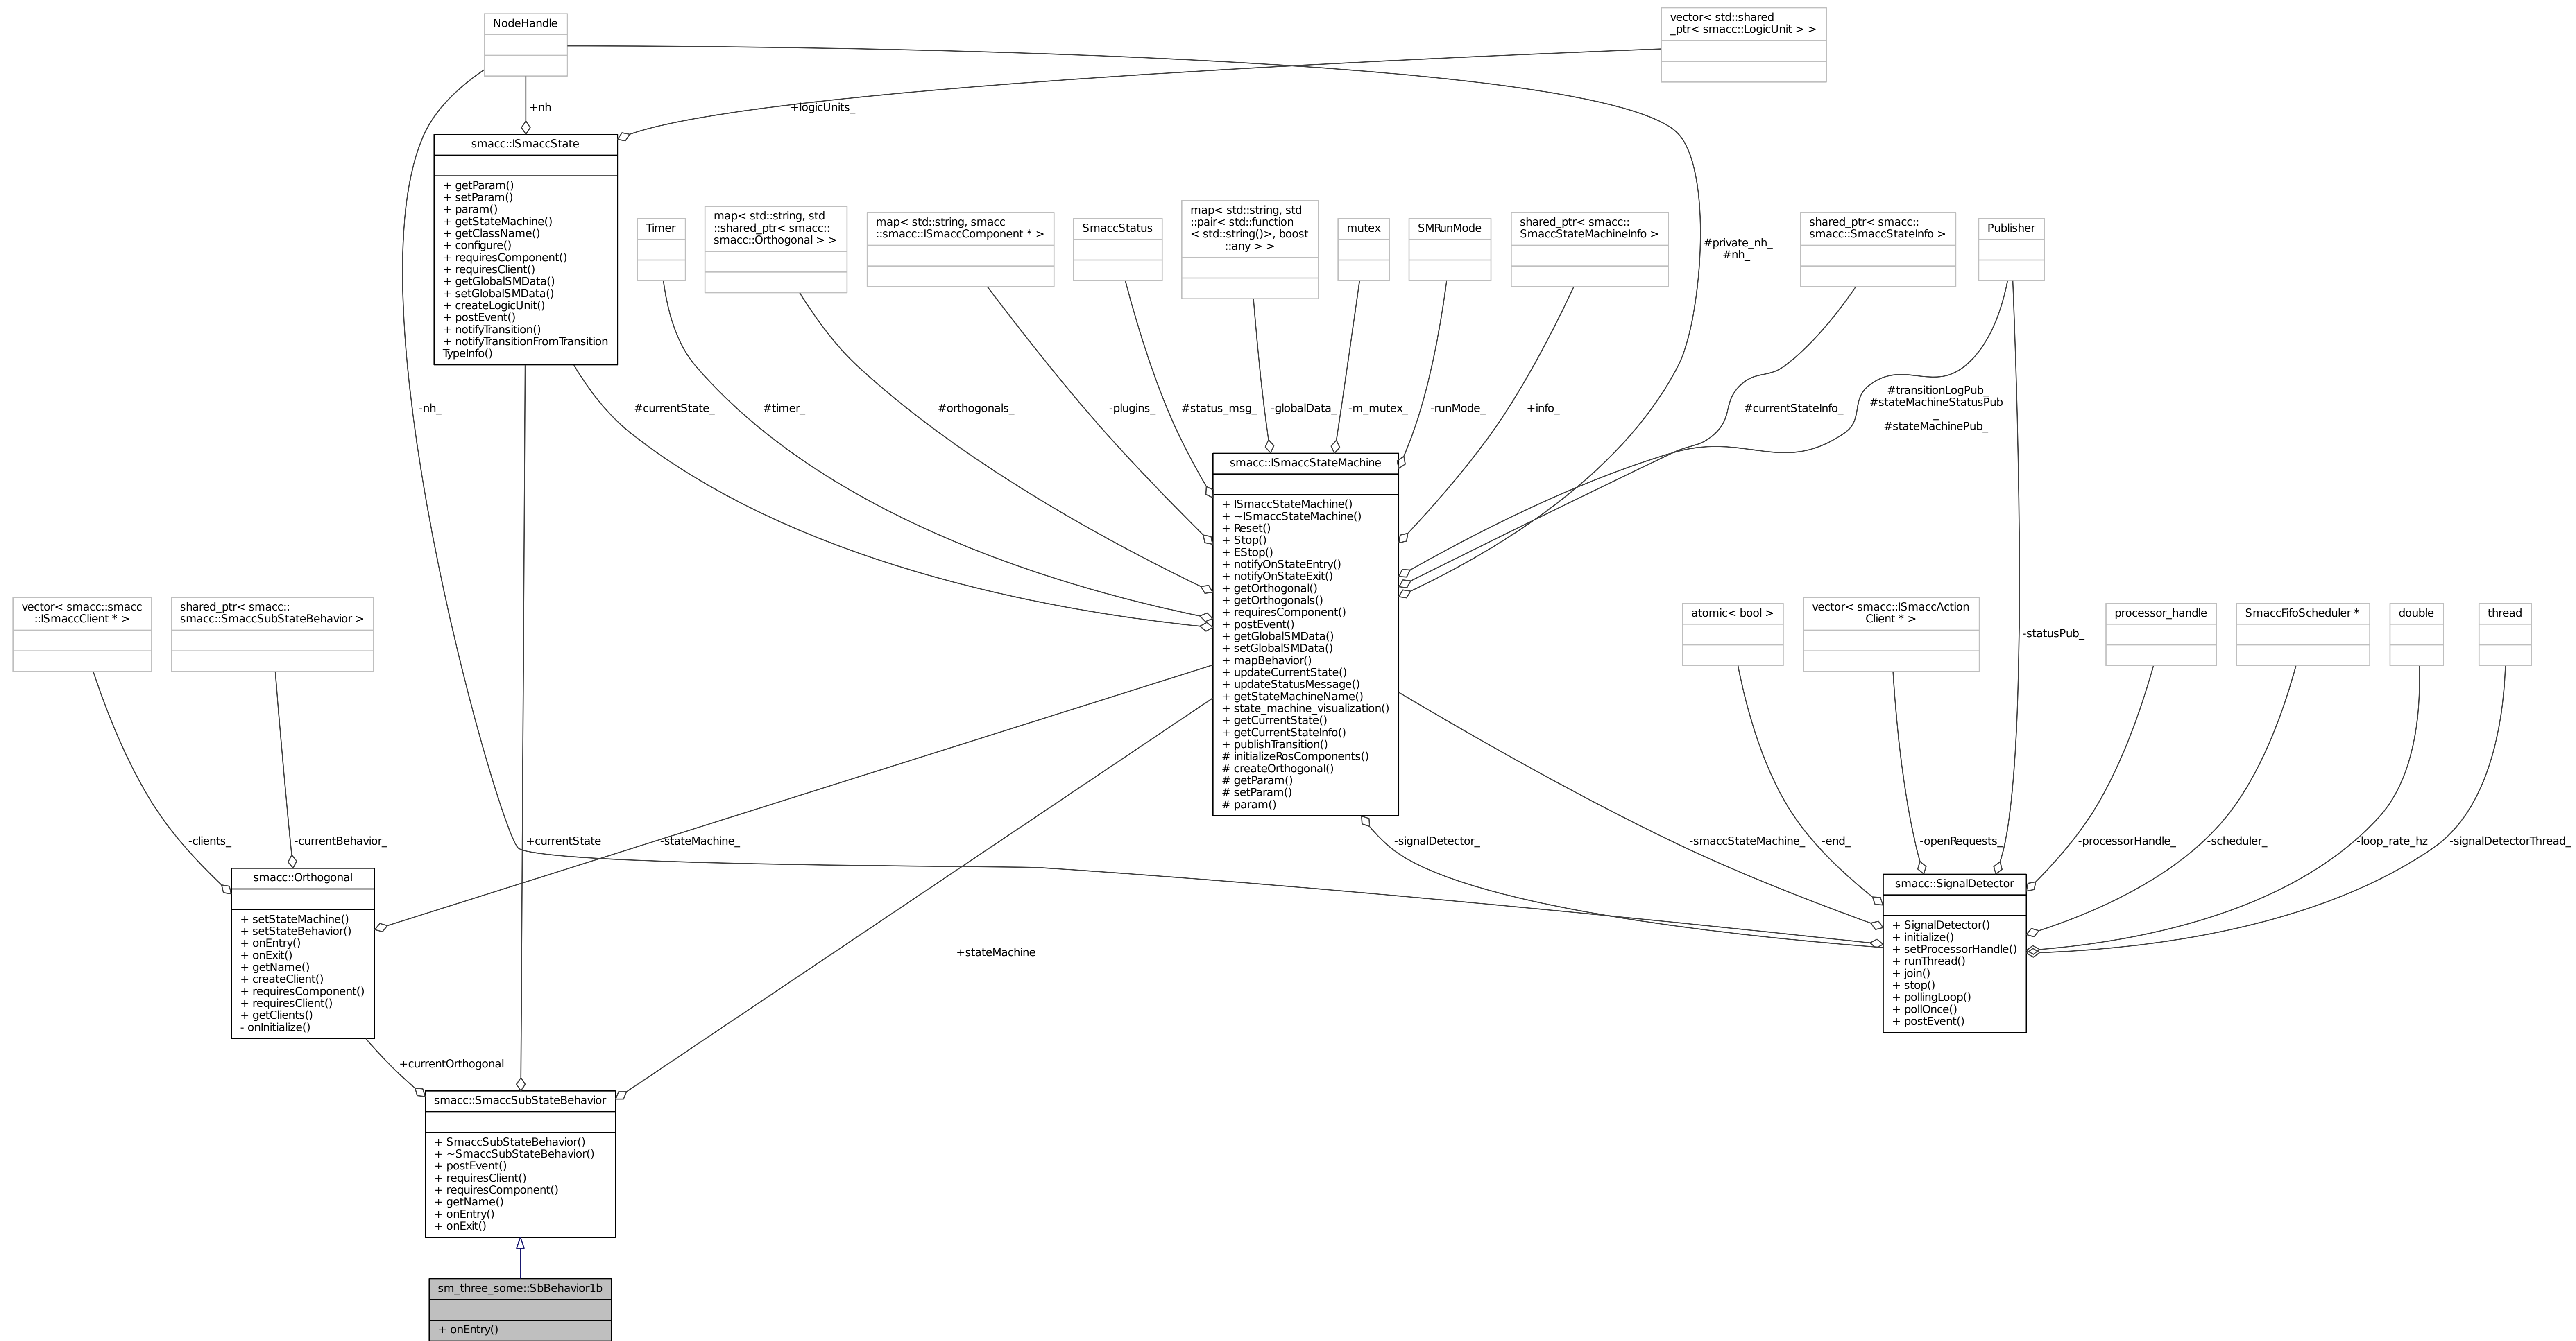 NodeHandle
vector< std::shared
_ptr< smacc::LogicUnit > >
+nh
+logicUnits_
smacc::ISmaccState
+ getParam()
+ setParam()
+ param()
+ getStateMachine()
+ getClassName()
+ configure()
+ requiresComponent()
+ requiresClient()
+ getGlobalSMData()
+ setGlobalSMData()
+ createLogicUnit()
+ postEvent()
+ notifyTransition()
+ notifyTransitionFromTransition
TypeInfo()
Timer
map< std::string, std
::shared_ptr< smacc::
smacc::Orthogonal > >
map< std::string, smacc
::smacc::ISmaccComponent * >
SmaccStatus
map< std::string, std
::pair< std::function
< std::string()>, boost
::any > >
mutex
SMRunMode
shared_ptr< smacc::
SmaccStateMachineInfo >
#private_nh_
#nh_
shared_ptr< smacc::
smacc::SmaccStateInfo >
Publisher
-nh_
#currentState_
#timer_
#orthogonals_
-plugins_
#status_msg_
-globalData_
-m_mutex_
-runMode_
+info_
#currentStateInfo_
#transitionLogPub_
#stateMachineStatusPub
_
#stateMachinePub_
smacc::ISmaccStateMachine
+ ISmaccStateMachine()
+ ~ISmaccStateMachine()
+ Reset()
+ Stop()
+ EStop()
+ notifyOnStateEntry()
+ notifyOnStateExit()
+ getOrthogonal()
+ getOrthogonals()
+ requiresComponent()
+ postEvent()
+ getGlobalSMData()
+ setGlobalSMData()
+ mapBehavior()
+ updateCurrentState()
+ updateStatusMessage()
+ getStateMachineName()
+ state_machine_visualization()
+ getCurrentState()
+ getCurrentStateInfo()
+ publishTransition()
# initializeRosComponents()
# createOrthogonal()
# getParam()
# setParam()
# param()
vector< smacc::smacc
::ISmaccClient * >
shared_ptr< smacc::
smacc::SmaccSubStateBehavior >
atomic< bool >
vector< smacc::ISmaccAction
Client * >
-statusPub_
processor_handle
SmaccFifoScheduler *
double
thread
-clients_
-currentBehavior_
+currentState
-stateMachine_
-signalDetector_
-smaccStateMachine_
-end_
-openRequests_
-processorHandle_
-scheduler_
-loop_rate_hz
-signalDetectorThread_
smacc::Orthogonal
+ setStateMachine()
+ setStateBehavior()
+ onEntry()
+ onExit()
+ getName()
+ createClient()
+ requiresComponent()
+ requiresClient()
+ getClients()
- onInitialize()
smacc::SignalDetector
+ SignalDetector()
+ initialize()
+ setProcessorHandle()
+ runThread()
+ join()
+ stop()
+ pollingLoop()
+ pollOnce()
+ postEvent()
+stateMachine
+currentOrthogonal
smacc::SmaccSubStateBehavior
+ SmaccSubStateBehavior()
+ ~SmaccSubStateBehavior()
+ postEvent()
+ requiresClient()
+ requiresComponent()
+ getName()
+ onEntry()
+ onExit()
sm_three_some::SbBehavior1b
+ onEntry()